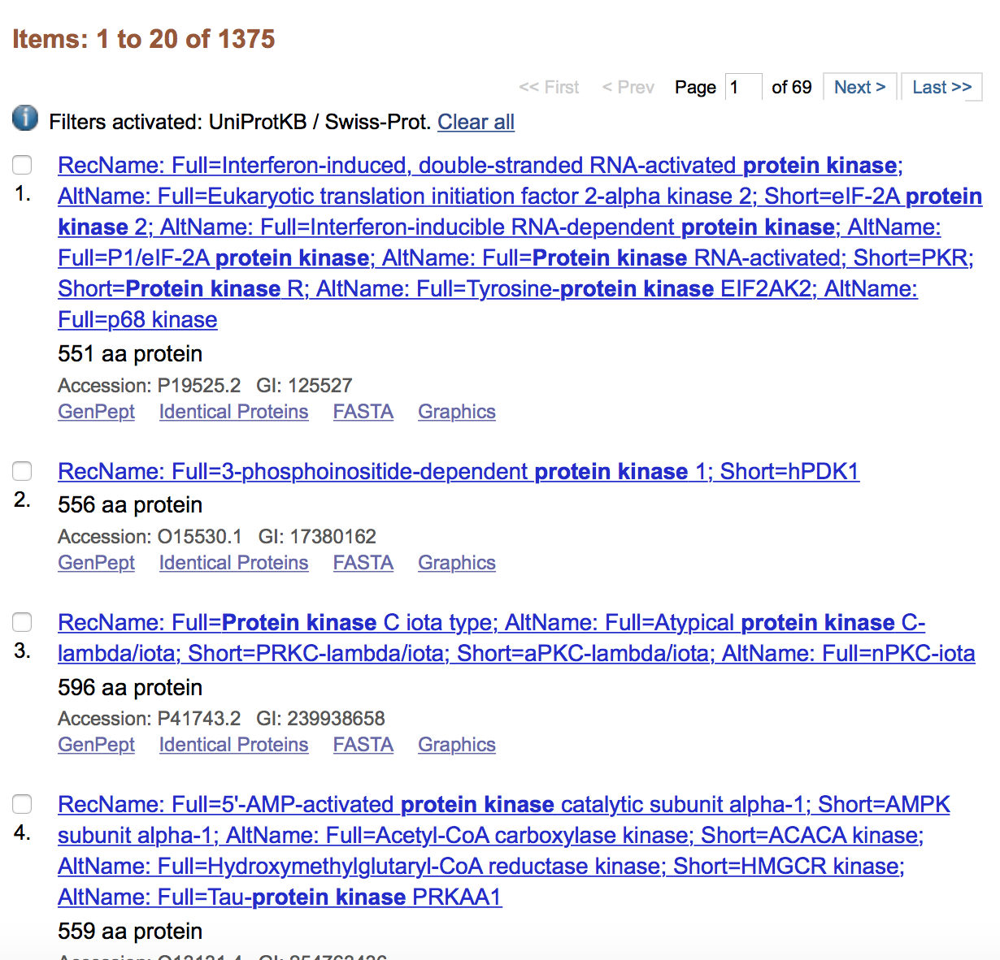 Items: 1 to 20 of 1375
<< First < Prev Page 1 of 69 Next > Last >>
Filters activated: UniProtKB / Swiss-Prot. Clear all
RecName: Full=Interferon-induced, double-stranded RNA-activated protein kinase;
1. AltName: Full=Eukaryotic translation initiation factor 2-alpha kinase 2; Short=eIF-2A protein
kinase 2; AltName: Full=Interferon-inducible RNA-dependent protein kinase; AltName:
Full=P1/eIF-2A protein kinase; AltName: Full=Protein kinase RNA-activated; Short=PKR;
Short=Protein kinase R; AltName: Full=Tyrosine-protein kinase EIF2AK2; AltName:
Full=p68 kinase
551 aa protein
Accession: P19525.2 GI: 125527
GenPept Identical Proteins FASTA Graphics
RecName: Full=3-phosphoinositide-dependent protein kinase 1; Short=hPDK1
2. 556 aa protein
Accession: O15530.1 GI: 17380162
GenPept Identical Proteins FASTA Graphics
RecName: Full=Protein kinase C iota type; AltName: Full=Atypical protein kinase C-
3. lambda/iota; Short=PRKC-lambda/iota; Short=aPKC-lambda/iota; AltName: Full=nPKC-iota
596 aa protein
Accession: P41743.2 GI: 239938658
GenPept Identical Proteins FASTA Graphics
RecName: Full=5'-AMP-activated protein kinase catalytic subunit alpha-1; Short=AMPK
4. subunit alpha-1; AltName: Full=Acetyl-CoA carboxylase kinase; Short=ACACA kinase;
AltName: Full=Hydroxymethylglutaryl-CoA reductase kinase; Short=HMGCR kinase;
AltName: Full=Tau-protein kinase PRKAA1
559 aa protein